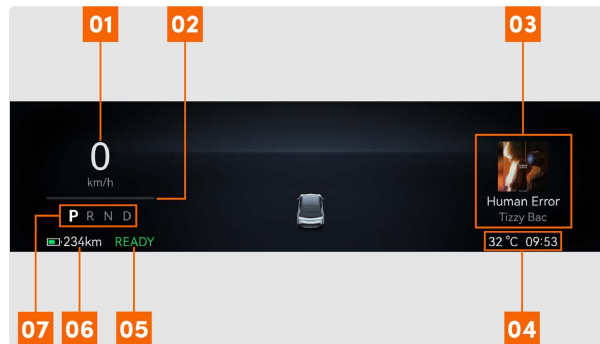 01
02
03
0
km/h
P R N D
234km READY
Human Error
Tizzy Bac
32 °C 09:53
07
06
05
04